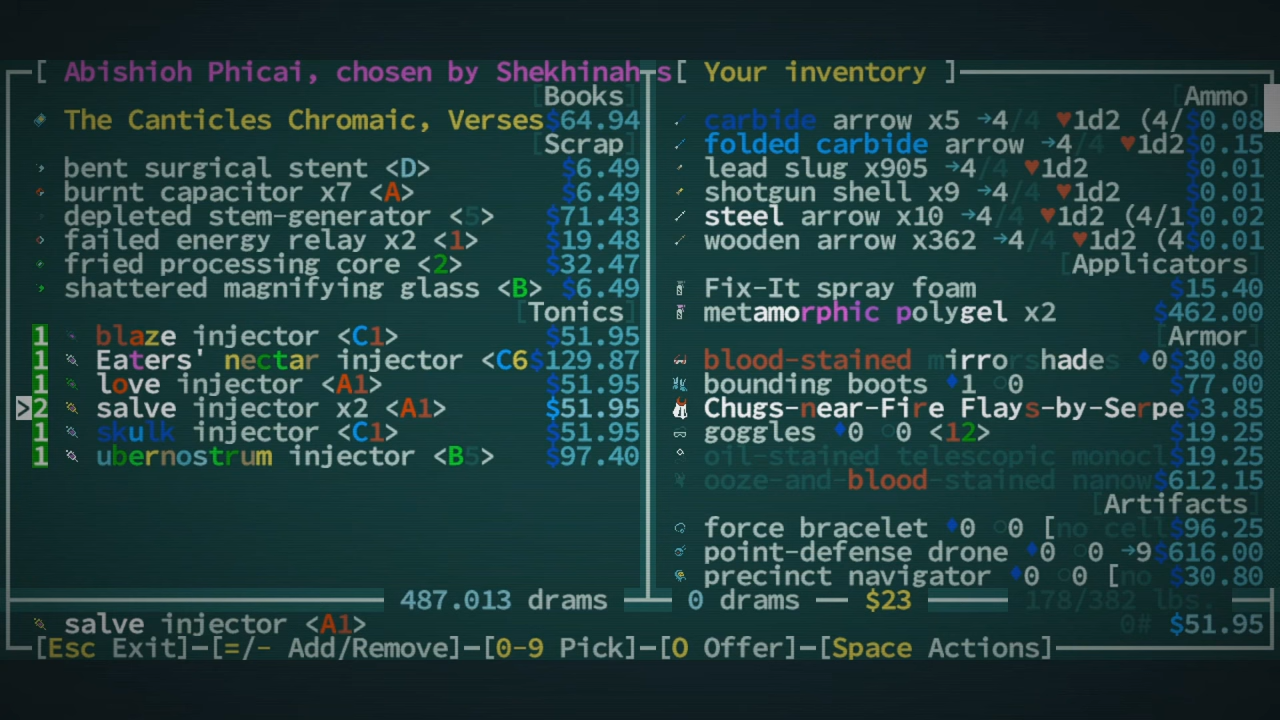 [ Abishioh Phicai, chosen by Shekhinah s[ Your inventory ]
[Books]
The Canticles Chromaic, Verses $64.94
[Scrap]
bent surgical stent <D> $6.49
burnt capacitor x7 <A> $6.49
depleted stem-generator <5> $71.43
failed energy relay x2 <1> $19.48
fried processing core <2> $32.47
shattered magnifying glass <B> $6.49
[Tonics]
1 blaze injector <C1> $51.95
1 Eaters' nectar injector <C6 $129.87
1 love injector <A1> $51.95
>2 salve injector x2 <A1> $51.95
1 skulk injector <C1> $51.95
1 ubernostrum injector <B5> $97.40
[Ammo]
carbide arrow x5 →4/4 ♥1d2 (4/ $0.08
folded carbide arrow →4/4 ♥1d2 $0.15
lead slug x905 →4/4 ♥1d2 $0.01
shotgun shell x9 →4/4 ♥1d2 $0.01
steel arrow x10 →4/4 ♥1d2 (4/1 $0.02
wooden arrow x362 →4/4 ♥1d2 (4 $0.01
[Applicators]
Fix-It spray foam $15.40
metamorphic polygel x2 $462.00
[Armor]
blood-stained mirrorshades ♦0 $30.80
bounding boots ♦1 ○0 $77.00
Chugs-near-Fire Flays-by-Serpe $3.85
goggles ♦0 ○0 <12> $19.25
oil-stained telescopic monocl $19.25
ooze-and-blood-stained nanow $612.15
[Artifacts]
force bracelet ♦0 ○0 [no cell $96.25
point-defense drone ♦0 ○0 →9 $616.00
precinct navigator ♦0 ○0 [no $30.80
487.013 drams
0 drams — $23
178/382 lbs.
salve injector <A1> 0# $51.95
[Esc Exit]—[=/- Add/Remove]—[0-9 Pick]—[O Offer]—[Space Actions]